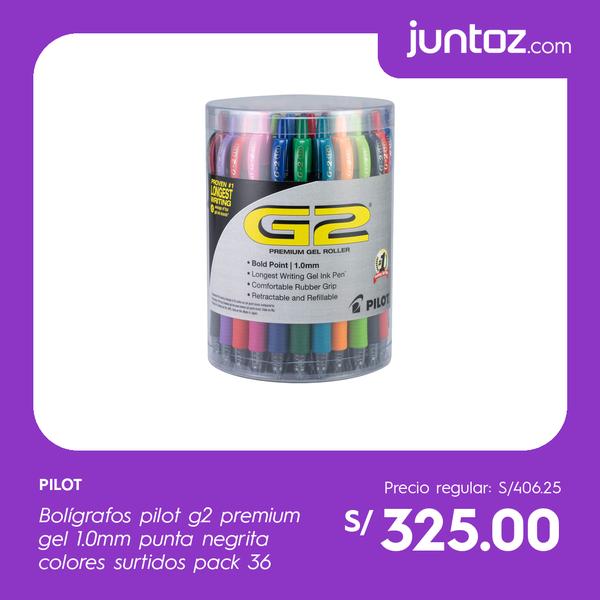 juntoz.com
PROVEN #1
LONGEST
WRITING
G2
PREMIUM GEL ROLLER
• Bold Point | 1.0mm
• Longest Writing Gel Ink Pen
• Comfortable Rubber Grip
• Retractable and Refillable
#1
PILOT
PILOT
Bolígrafos pilot g2 premium
gel 1.0mm punta negrita
colores surtidos pack 36
Precio regular: S/406.25
S/ 325.00